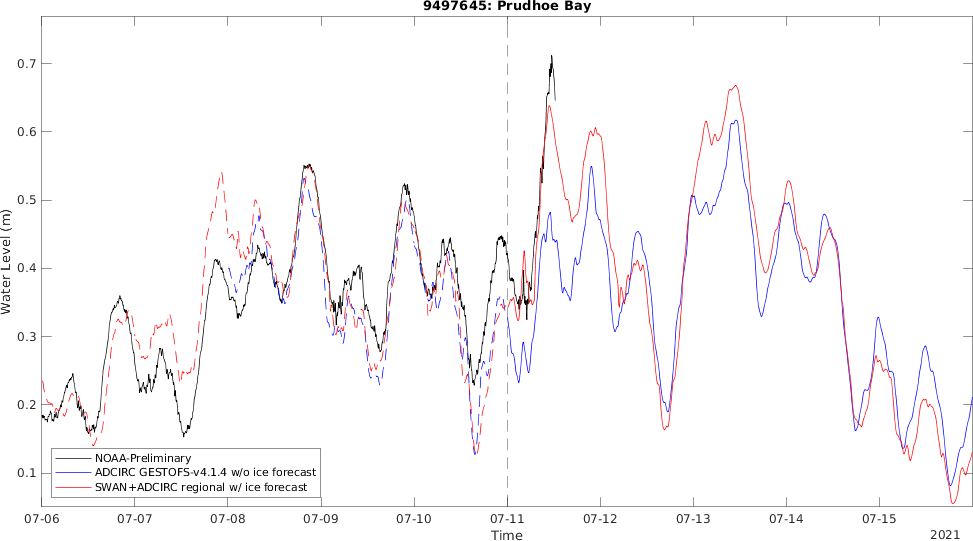 9497645: Prudhoe Bay
Water Level (m)
0.7
0.6
0.5
0.4
0.3
0.2
0.1
NOAA-Preliminary
ADCIRC GESTOFS-v4.1.4 w/o ice forecast
SWAN+ADCIRC regional w/ ice forecast
07-06 07-07 07-08 07-09 07-10 07-11 07-12 07-13 07-14 07-15
Time
2021